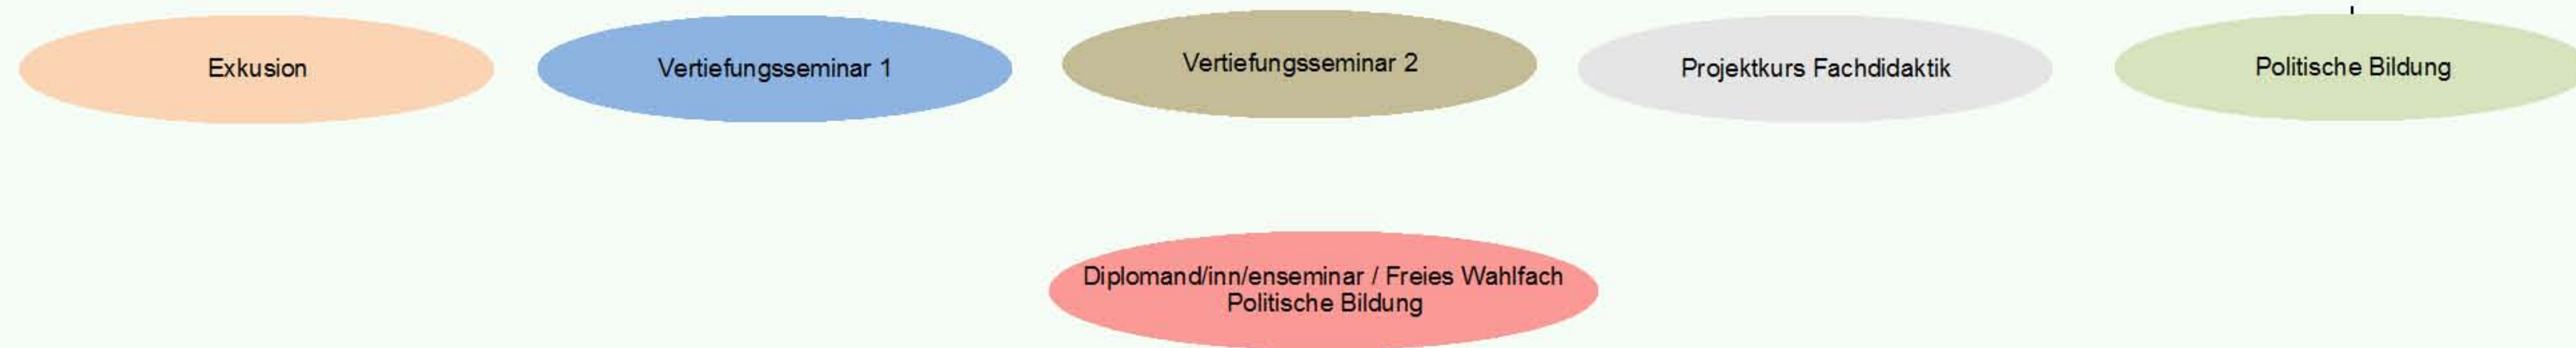 Exkusion
Vertiefungsseminar 1
Vertiefungsseminar 2
Projektkurs Fachdidaktik
Politische Bildung
Diplomand/inn/enseminar / Freies Wahlfach
Politische Bildung